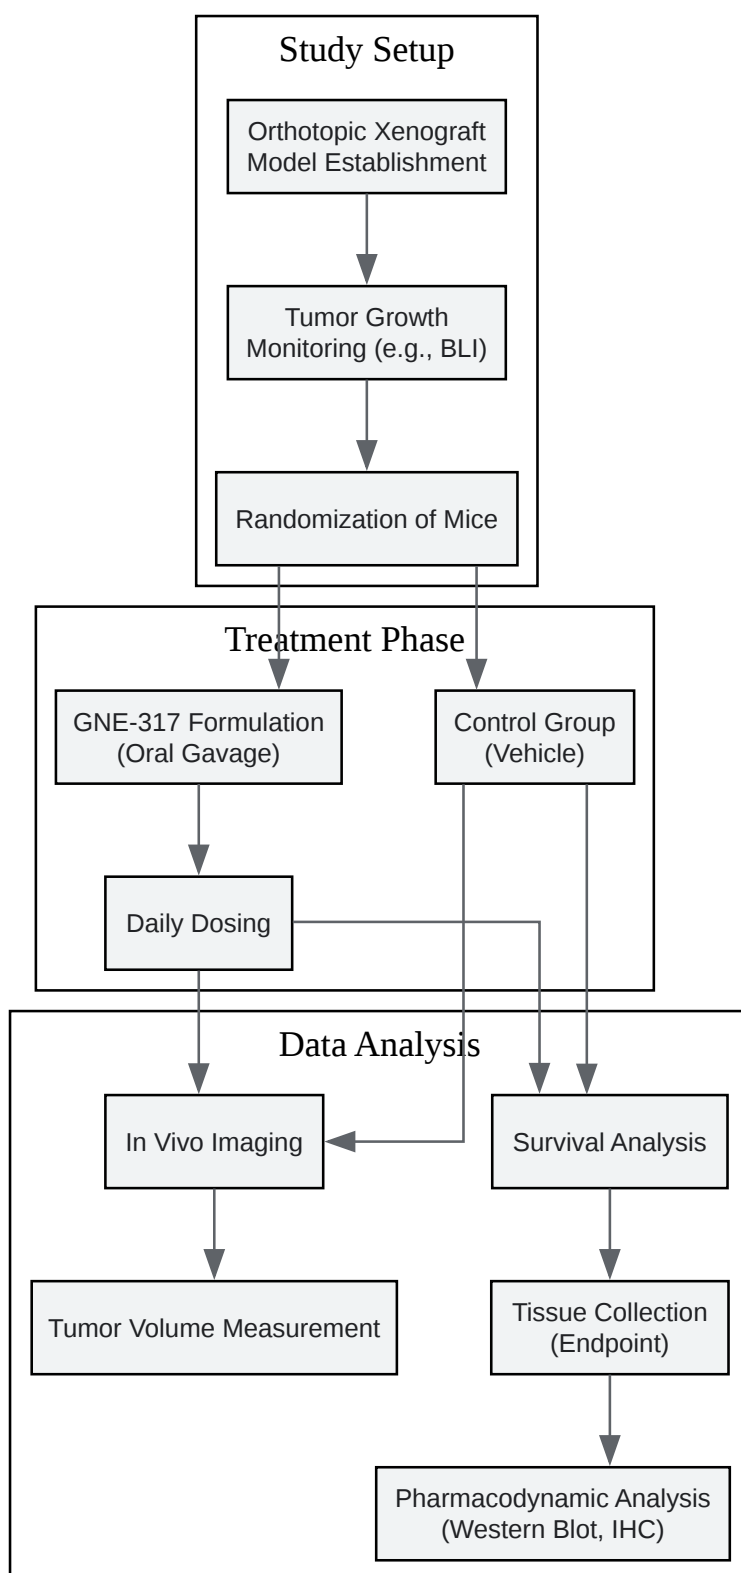 Study Setup
Orthotopic Xenograft
Model Establishment
Tumor Growth
Monitoring (e.g., BLI)
Randomization of Mice
Treatment Phase
GNE-317 Formulation
(Oral Gavage)
Control Group
(Vehicle)
Daily Dosing
Data Analysis
In Vivo Imaging
Survival Analysis
Tumor Volume Measurement
Tissue Collection
(Endpoint)
Pharmacodynamic Analysis
(Western Blot, IHC)